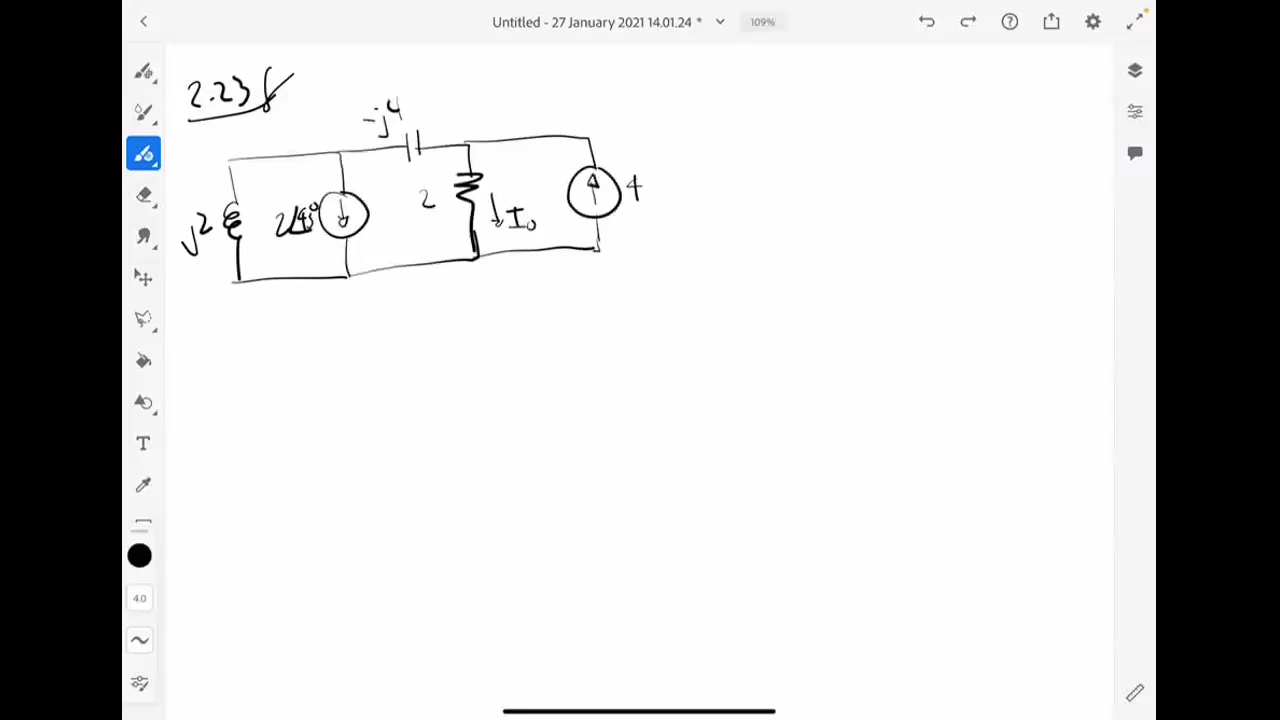 Untitled - 27 January 2021 14.01.24 *
109%
2.23
-j4
j2
2∠45°
2
I₀
4
T
4.0